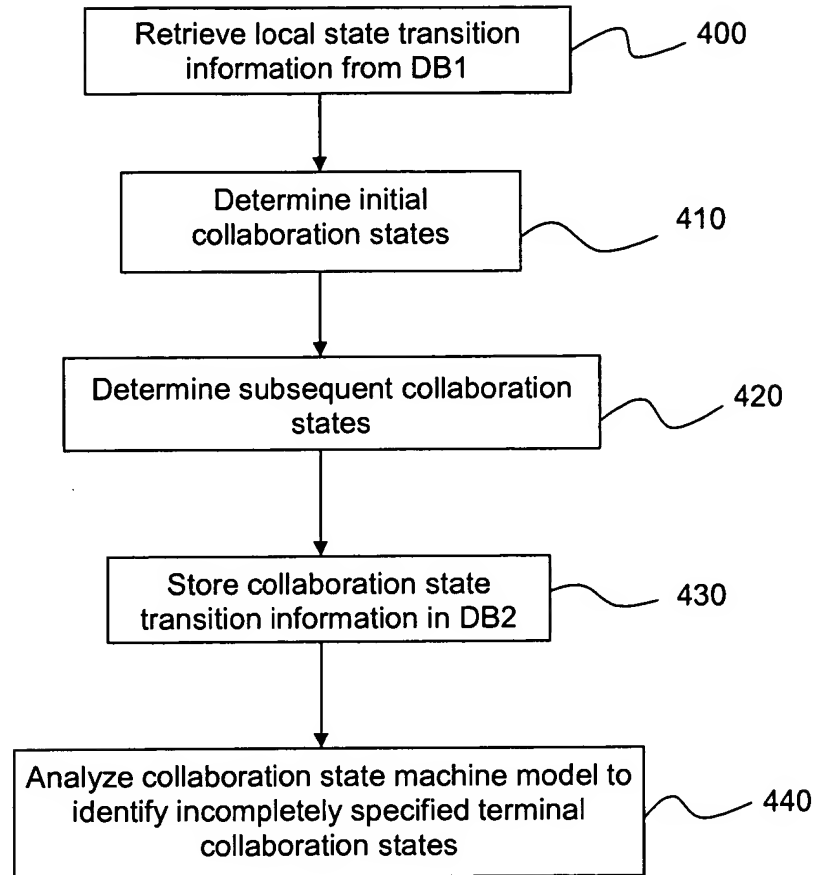 Retrieve local state transition
information from DB1
400
Determine initial
collaboration states
410
Determine subsequent collaboration
states
420
Store collaboration state
transition information in DB2
430
Analyze collaboration state machine model to
identify incompletely specified terminal
collaboration states
440